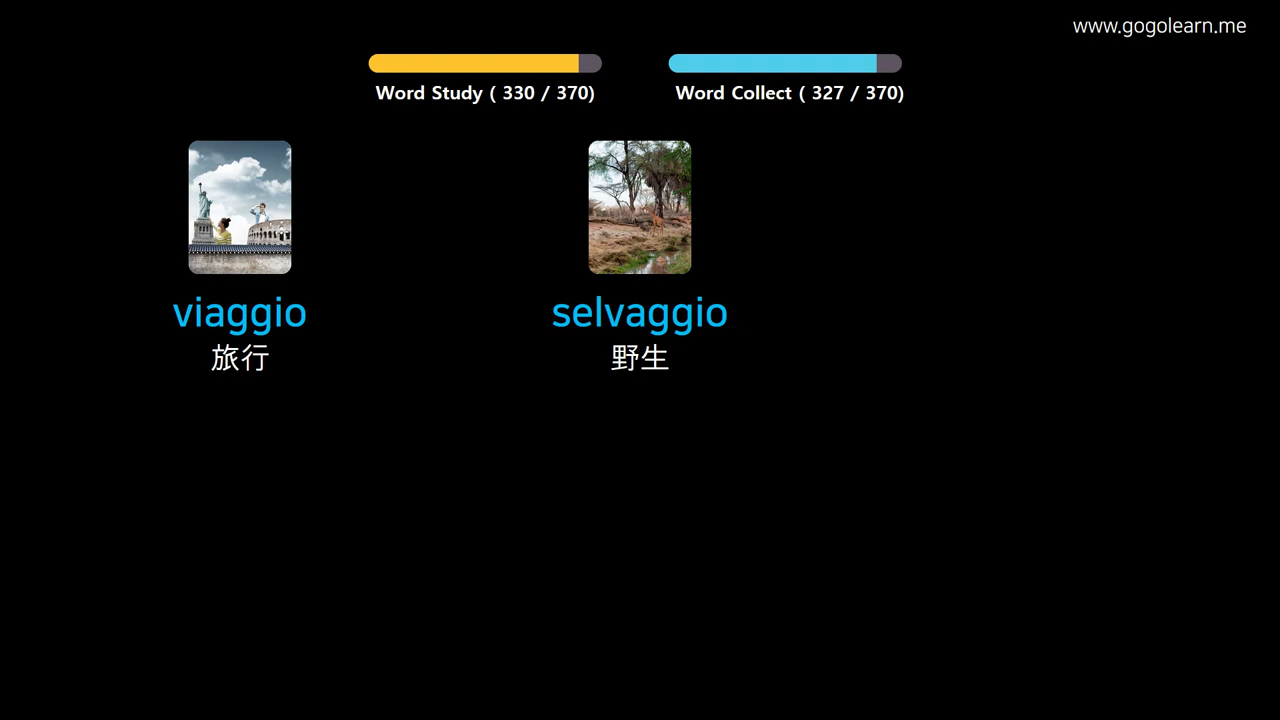 www.gogolearn.me
Word Study ( 330 / 370)
Word Collect ( 327 / 370)
viaggio
旅行
selvaggio
野生